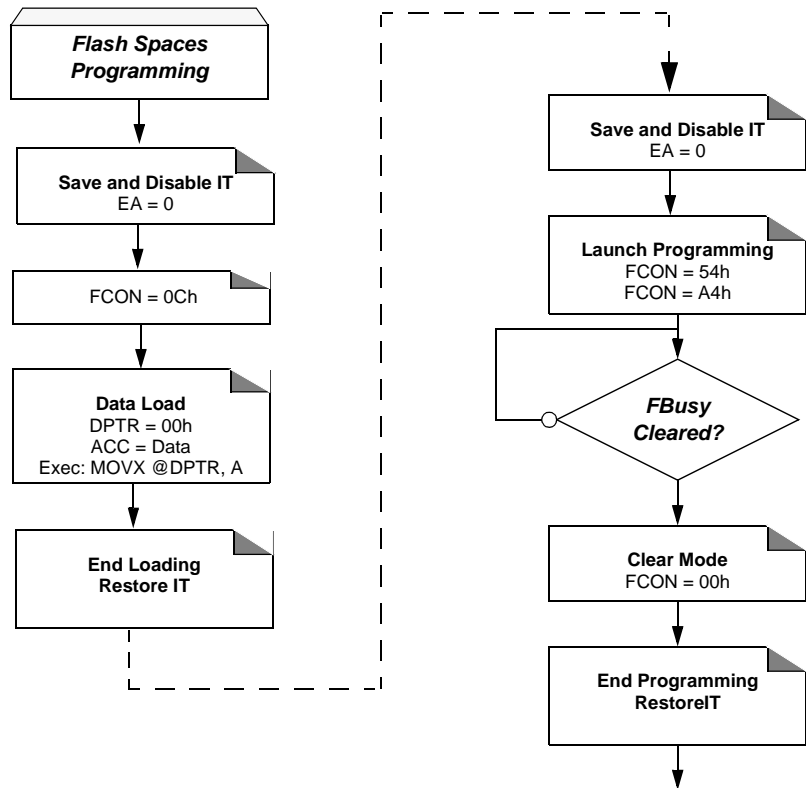 Flash Spaces
Programming
Save and Disable IT
EA = 0
FCON = 0Ch
Data Load
DPTR = 00h
ACC = Data
Exec: MOVX @DPTR, A
End Loading
Restore IT
Save and Disable IT
EA = 0
Launch Programming
FCON = 54h
FCON = A4h
FBusy
Cleared?
Clear Mode
FCON = 00h
End Programming
RestoreIT